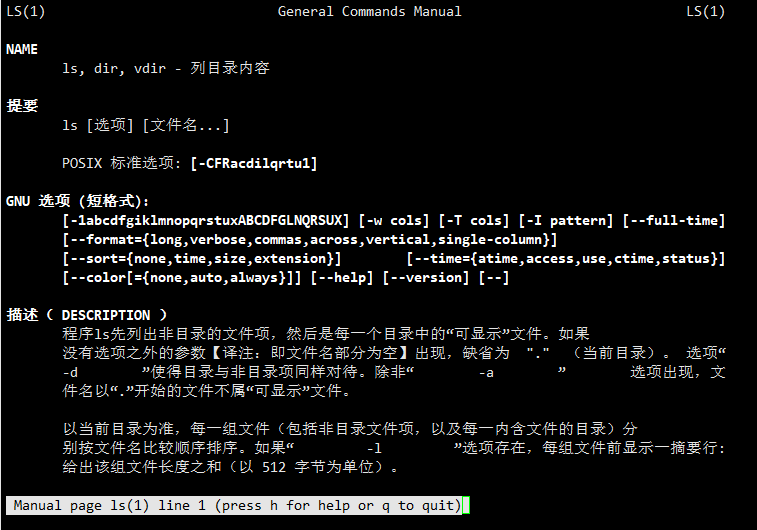 LS(1) General Commands Manual LS(1)
NAME
ls, dir, vdir - 列目录内容
提要
ls [选项] [文件名...]
POSIX 标准选项: [-CFRacdilqrtu1]
GNU 选项 (短格式):
[-1abcdfgiklmnopqrstuxABCDFGLNQRSUX] [-w cols] [-T cols] [-I pattern] [--full-time]
[--format={long,verbose,commas,across,vertical,single-column}]
[--sort={none,time,size,extension}] [--time={atime,access,use,ctime,status}]
[--color[={none,auto,always}]] [--help] [--version] [--]
描述（ DESCRIPTION ）
程序ls先列出非目录的文件项，然后是每一个目录中的“可显示”文件。如果
没有选项之外的参数【译注：即文件名部分为空】出现，缺省为 "." （当前目录）。 选项“
-d ”使得目录与非目录项同样对待。除非“ -a ” 选项出现，文
件名以“.”开始的文件不属“可显示”文件。
以当前目录为准，每一组文件（包括非目录文件项，以及每一内含文件的目录）分
别按文件名比较顺序排序。如果“ -l ”选项存在，每组文件前显示一摘要行:
给出该组文件长度之和（以 512 字节为单位）。
Manual page ls(1) line 1 (press h for help or q to quit)